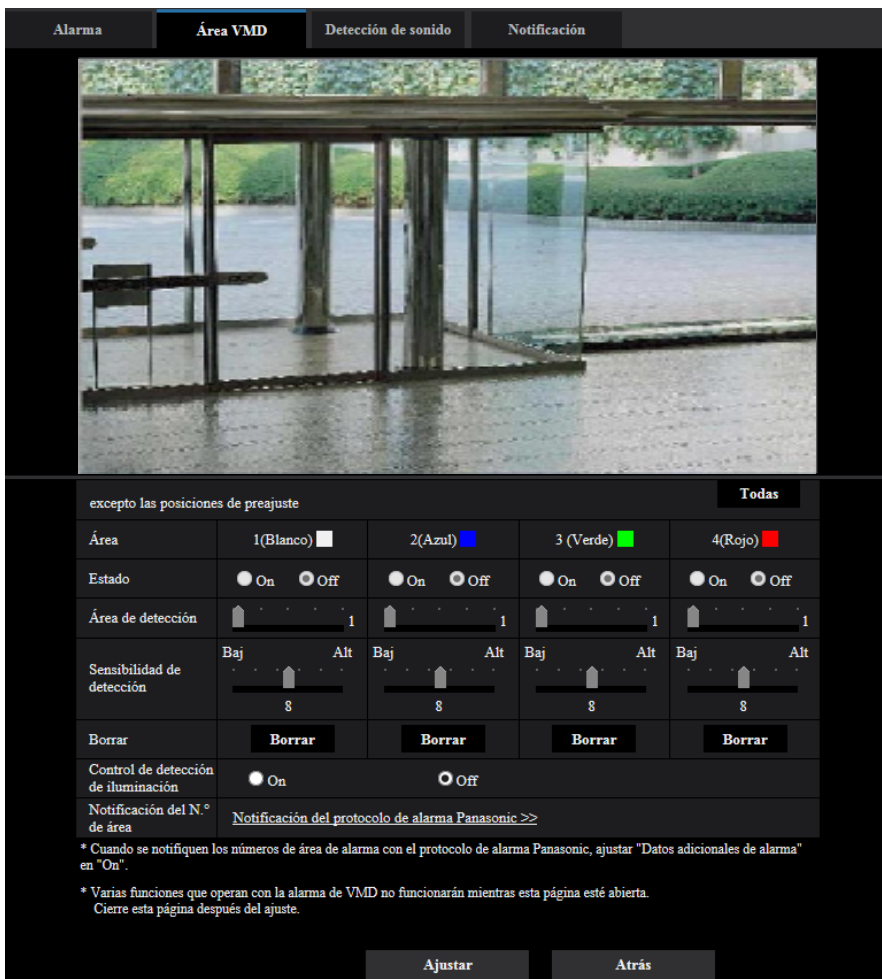 Alarma Área VMD Detección de sonido Notificación
excepto las posiciones de preajuste Todas
Área 1(Blanco) 2(Azul) 3 (Verde) 4(Rojo)
Estado On Off On Off On Off On Off
Área de detección 1 1 1 1
Baj Alt Baj Alt Baj Alt Baj Alt
Sensibilidad de
detección
8 8 8 8
Borrar Borrar Borrar Borrar Borrar
Control de detección
de iluminación On Off
Notificación del N.°
de área Notificación del protocolo de alarma Panasonic >>
* Cuando se notifiquen los números de área de alarma con el protocolo de alarma Panasonic, ajustar "Datos adicionales de alarma"
en "On".
* Varias funciones que operan con la alarma de VMD no funcionarán mientras esta página esté abierta.
Cierre esta página después del ajuste.
Ajustar Atrás